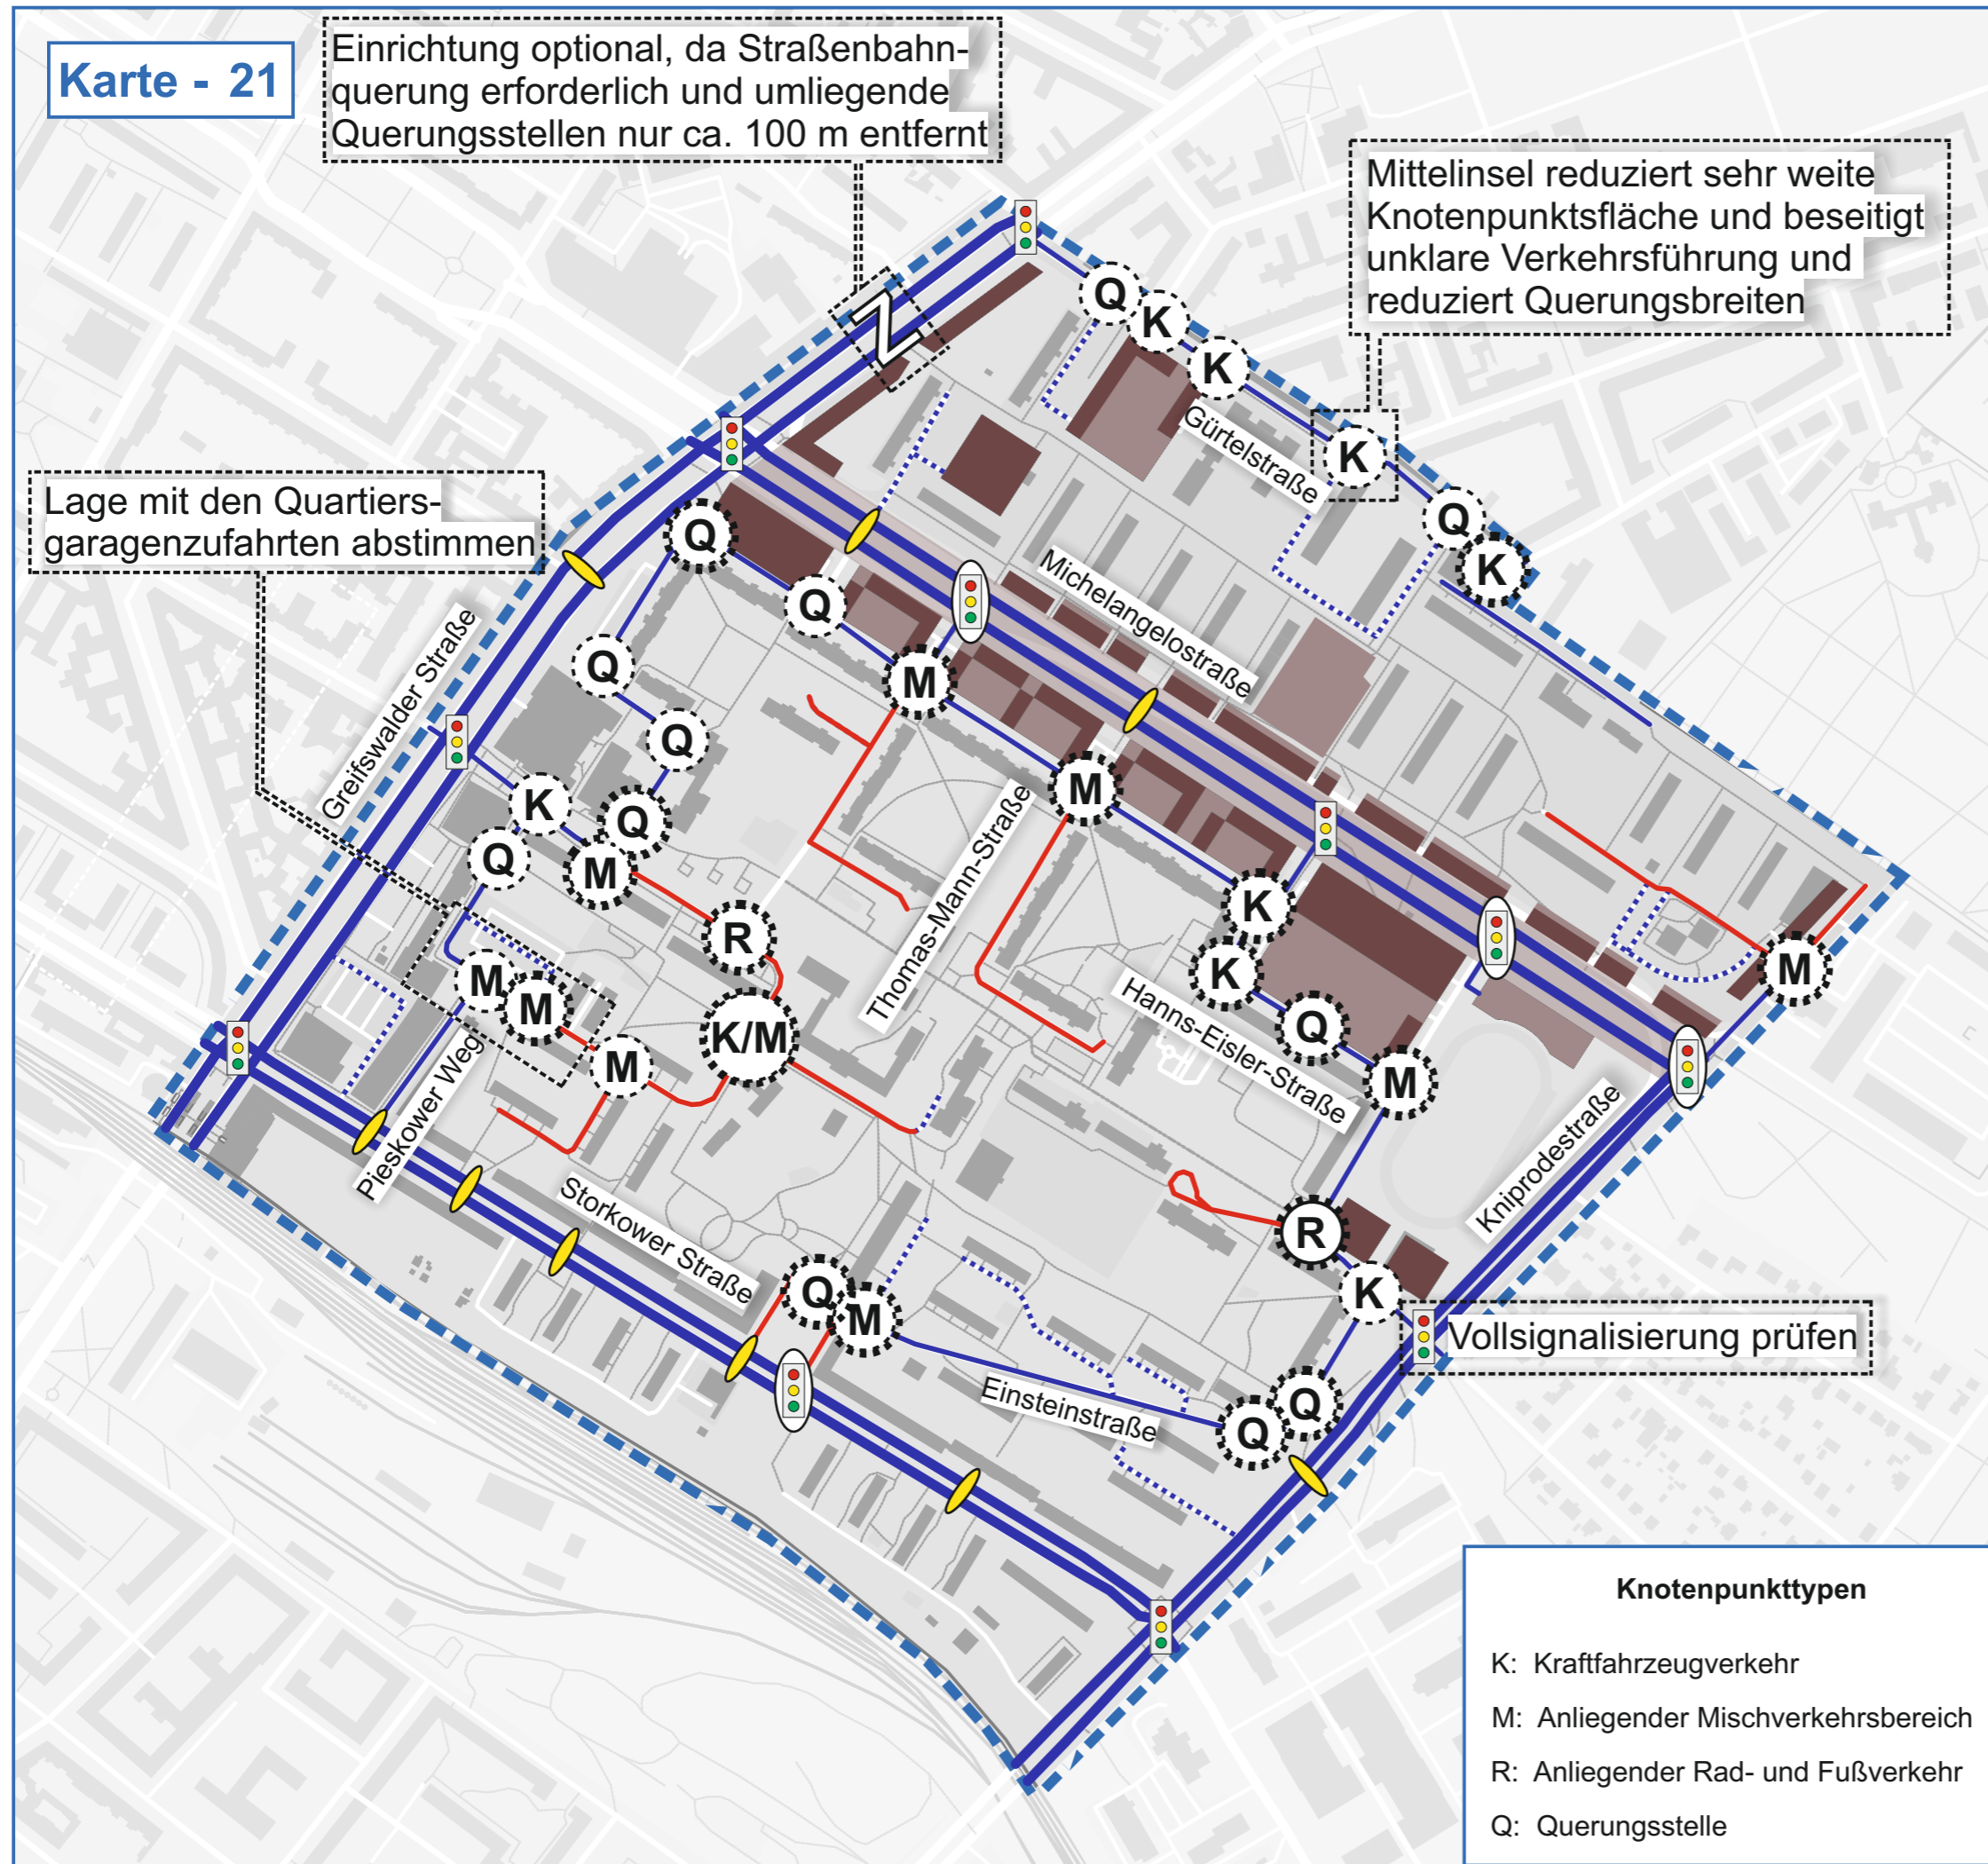 Karte - 21
Einrichtung optional, da Straßenbahn-
querung erforderlich und umliegende
Querungsstellen nur ca. 100 m entfernt
Mittelinsel reduziert sehr weite
Knotenpunktsfläche und beseitigt
unklare Verkehrsführung und
reduziert Querungsbreiten
Lage mit den Quartiers-
garagenzufahrten abstimmen
Z
Q
K
K
K
Q
K
Gürtelstraße
Michelangelostraße
Greifswalder Straße
Q
Q
Q
Q
M
M
K
Q
M
Q
R
K/M
M
M
M
Thomas-Mann-Straße
K
K
Q
M
M
Hanns-Eisler-Straße
Pieskower Weg
Kniprodestraße
Storkower Straße
R
K
Q
M
Vollsignalisierung prüfen
Einsteinstraße
Q
Q
Knotenpunkttypen
K: Kraftfahrzeugverkehr
M: Anliegender Mischverkehrsbereich
R: Anliegender Rad- und Fußverkehr
Q: Querungsstelle